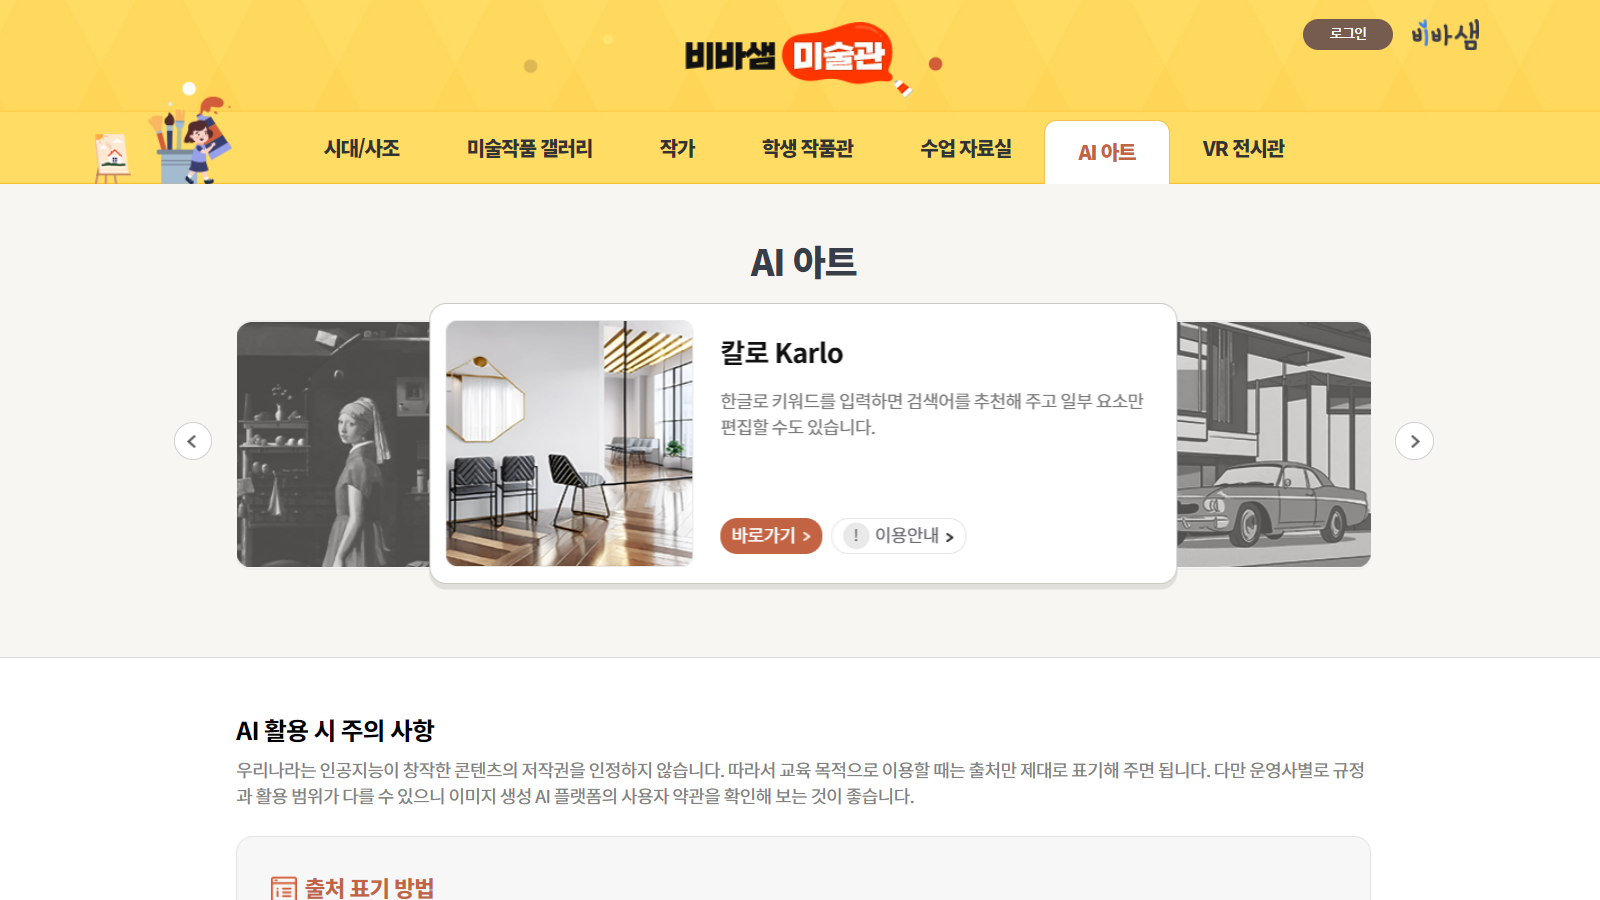 비바샘 미술관
로그인
비바샘
시대/사조
미술작품 갤러리
작가
학생 작품관
수업 자료실
AI 아트
VR 전시관
AI 아트
칼로 Karlo
한글로 키워드를 입력하면 검색어를 추천해 주고 일부 요소만
편집할 수도 있습니다.
바로가기 >
! 이용안내 >
AI 활용 시 주의 사항
우리나라는 인공지능이 창작한 콘텐츠의 저작권을 인정하지 않습니다. 따라서 교육 목적으로 이용할 때는 출처만 제대로 표기해 주면 됩니다. 다만 운영사별로 규정
과 활용 범위가 다를 수 있으니 이미지 생성 AI 플랫폼의 사용자 약관을 확인해 보는 것이 좋습니다.
출처 표기 방법